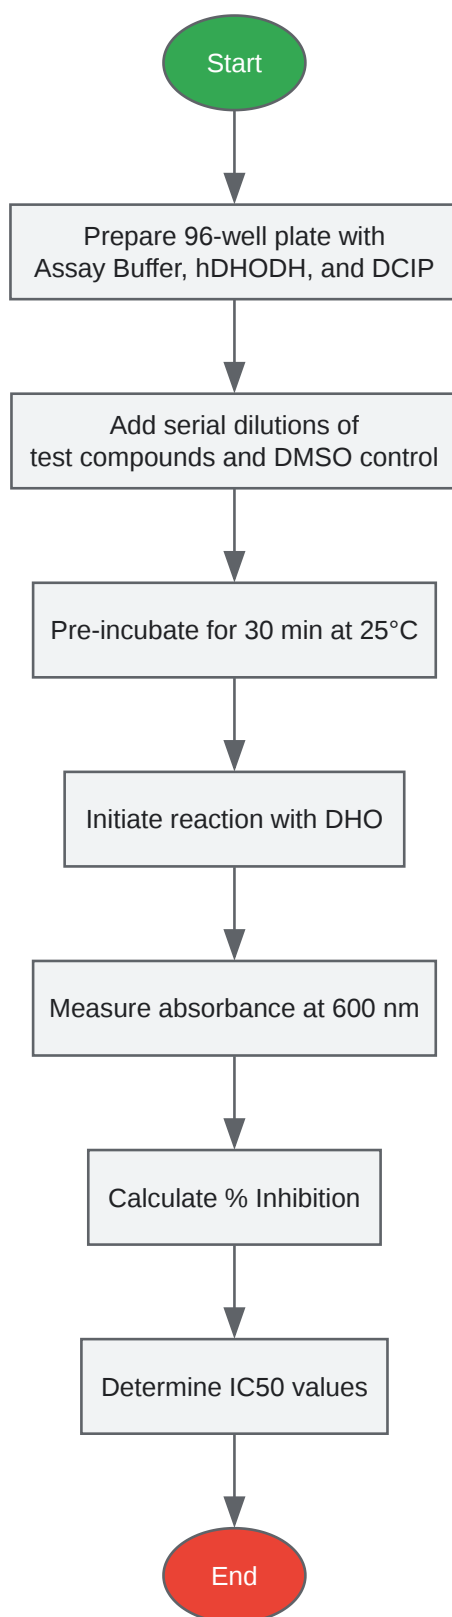 Start
Prepare 96-well plate with
Assay Buffer, hDHODH, and DCIP
Add serial dilutions of
test compounds and DMSO control
Pre-incubate for 30 min at 25°C
Initiate reaction with DHO
Measure absorbance at 600 nm
Calculate % Inhibition
Determine IC50 values
End